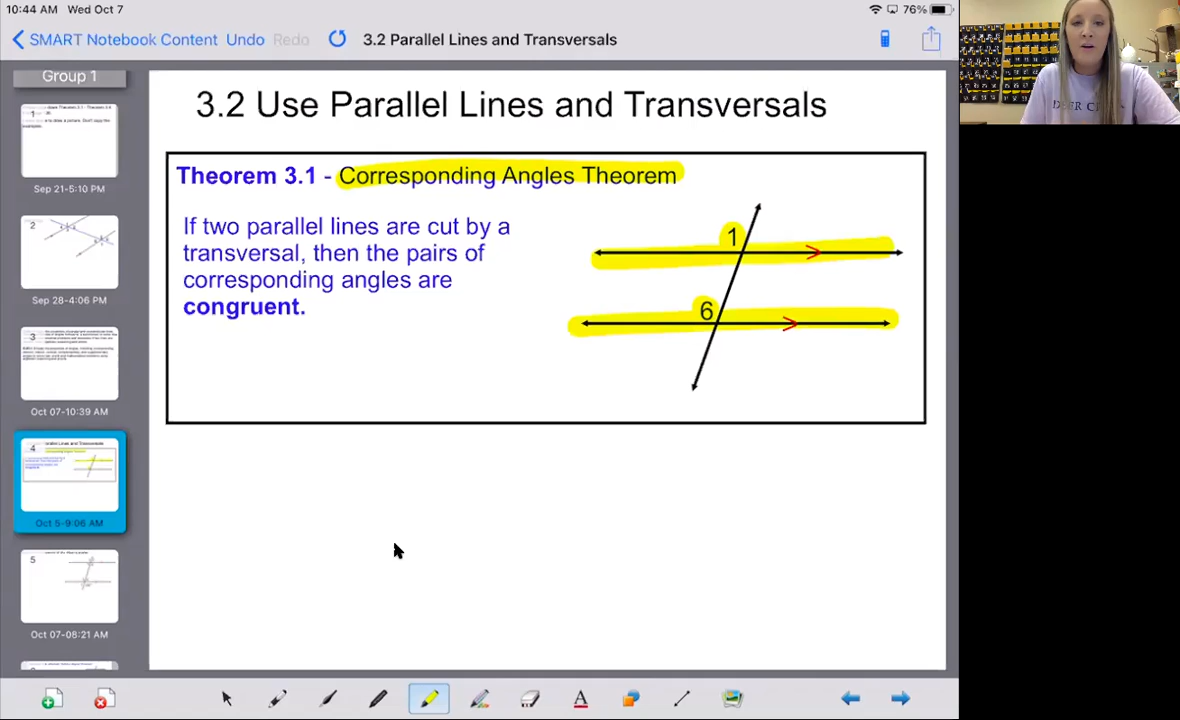 10:44 AM Wed Oct 7
76%
SMART Notebook Content Undo Redo
3.2 Parallel Lines and Transversals
Group 1
1
Sep 21-5:10 PM
2
Sep 28-4:06 PM
3
Oct 07-10:39 AM
4
Oct 5-9:06 AM
5
Oct 07-08:21 AM
3.2 Use Parallel Lines and Transversals
Theorem 3.1 - Corresponding Angles Theorem
If two parallel lines are cut by a
transversal, then the pairs of
corresponding angles are
congruent.
1
6
A